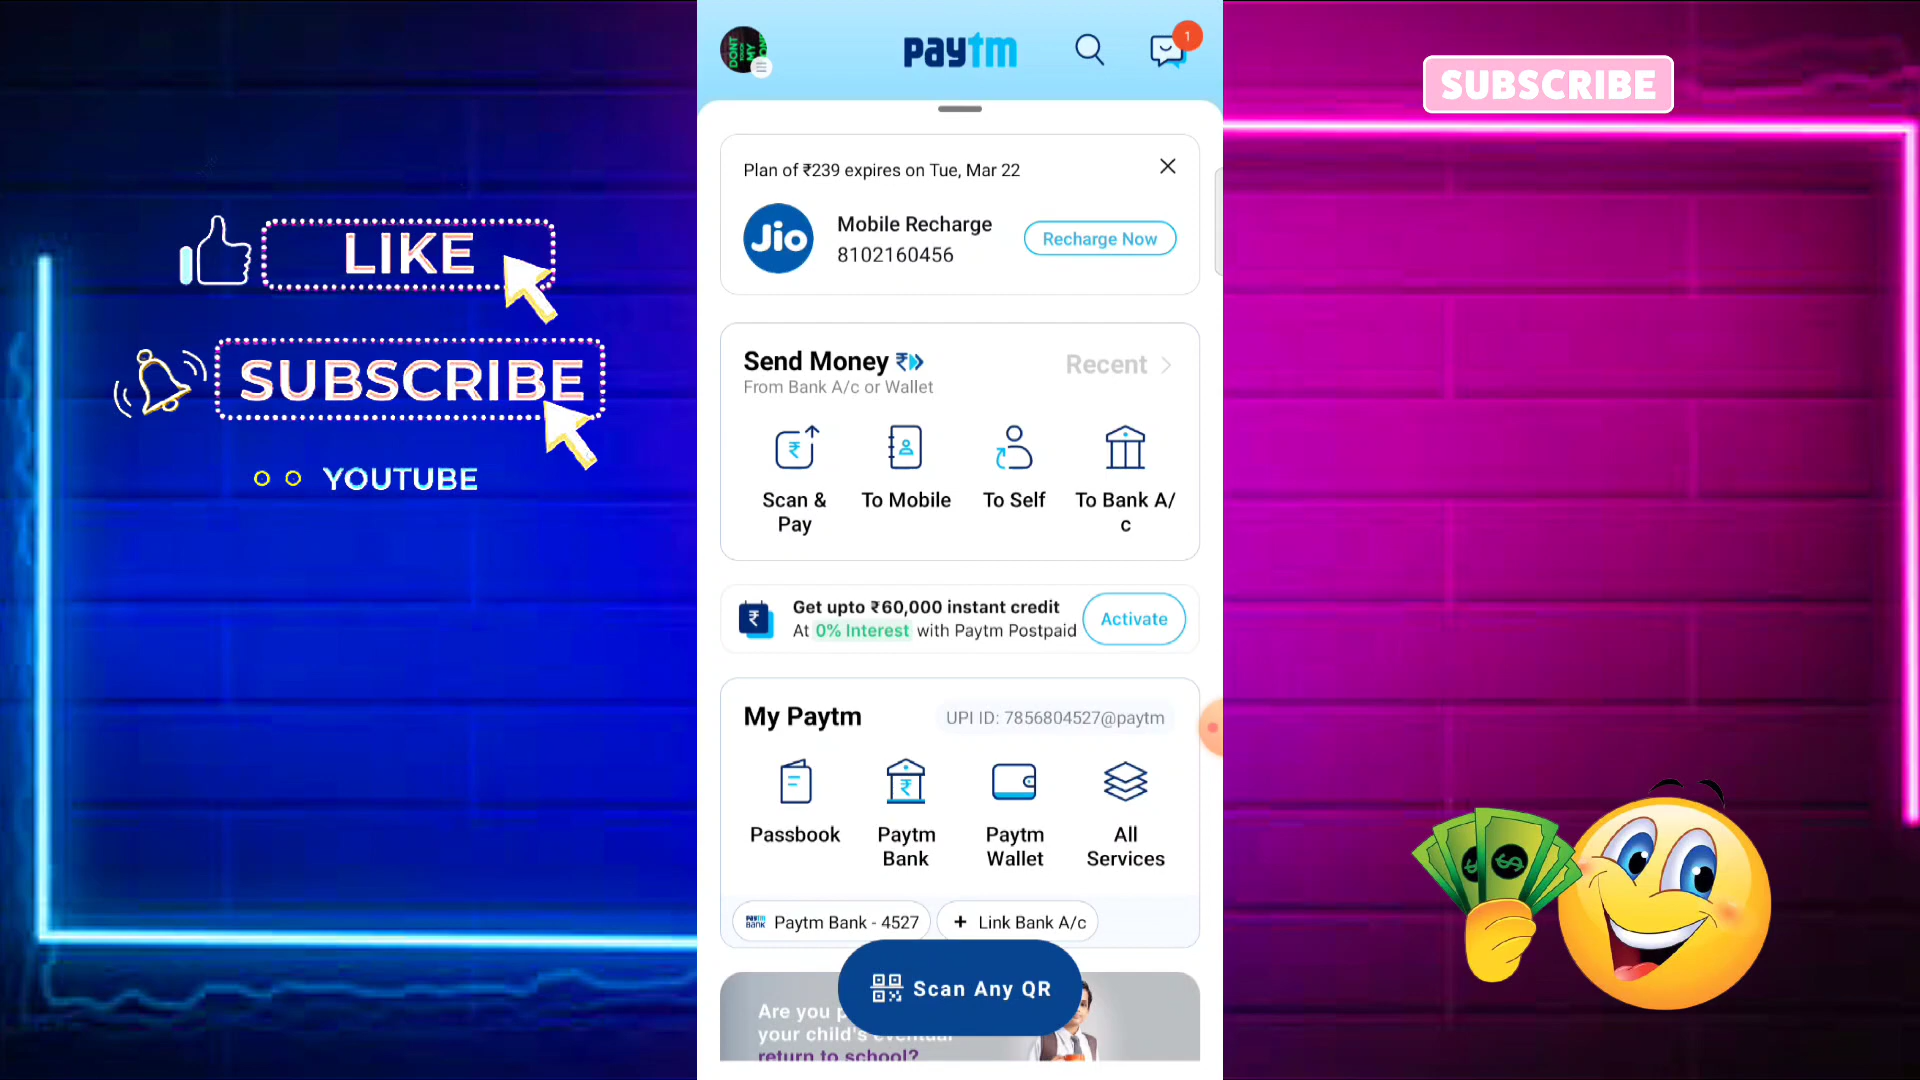 LIKE
SUBSCRIBE
YOUTUBE
SUBSCRIBE
paytm
1
Plan of ₹239 expires on Tue, Mar 22
Jio
Mobile Recharge
8102160456
Recharge Now
Send Money
Recent
From Bank A/c or Wallet
Scan & Pay
To Mobile
To Self
To Bank A/c
Get upto ₹60,000 instant credit
At 0% Interest with Paytm Postpaid
Activate
My Paytm
UPI ID: 7856804527@paytm
Passbook
Paytm Bank
Paytm Wallet
All Services
Paytm Bank - 4527
+ Link Bank A/c
Scan Any QR
Are you
your child's eventual
return to school?